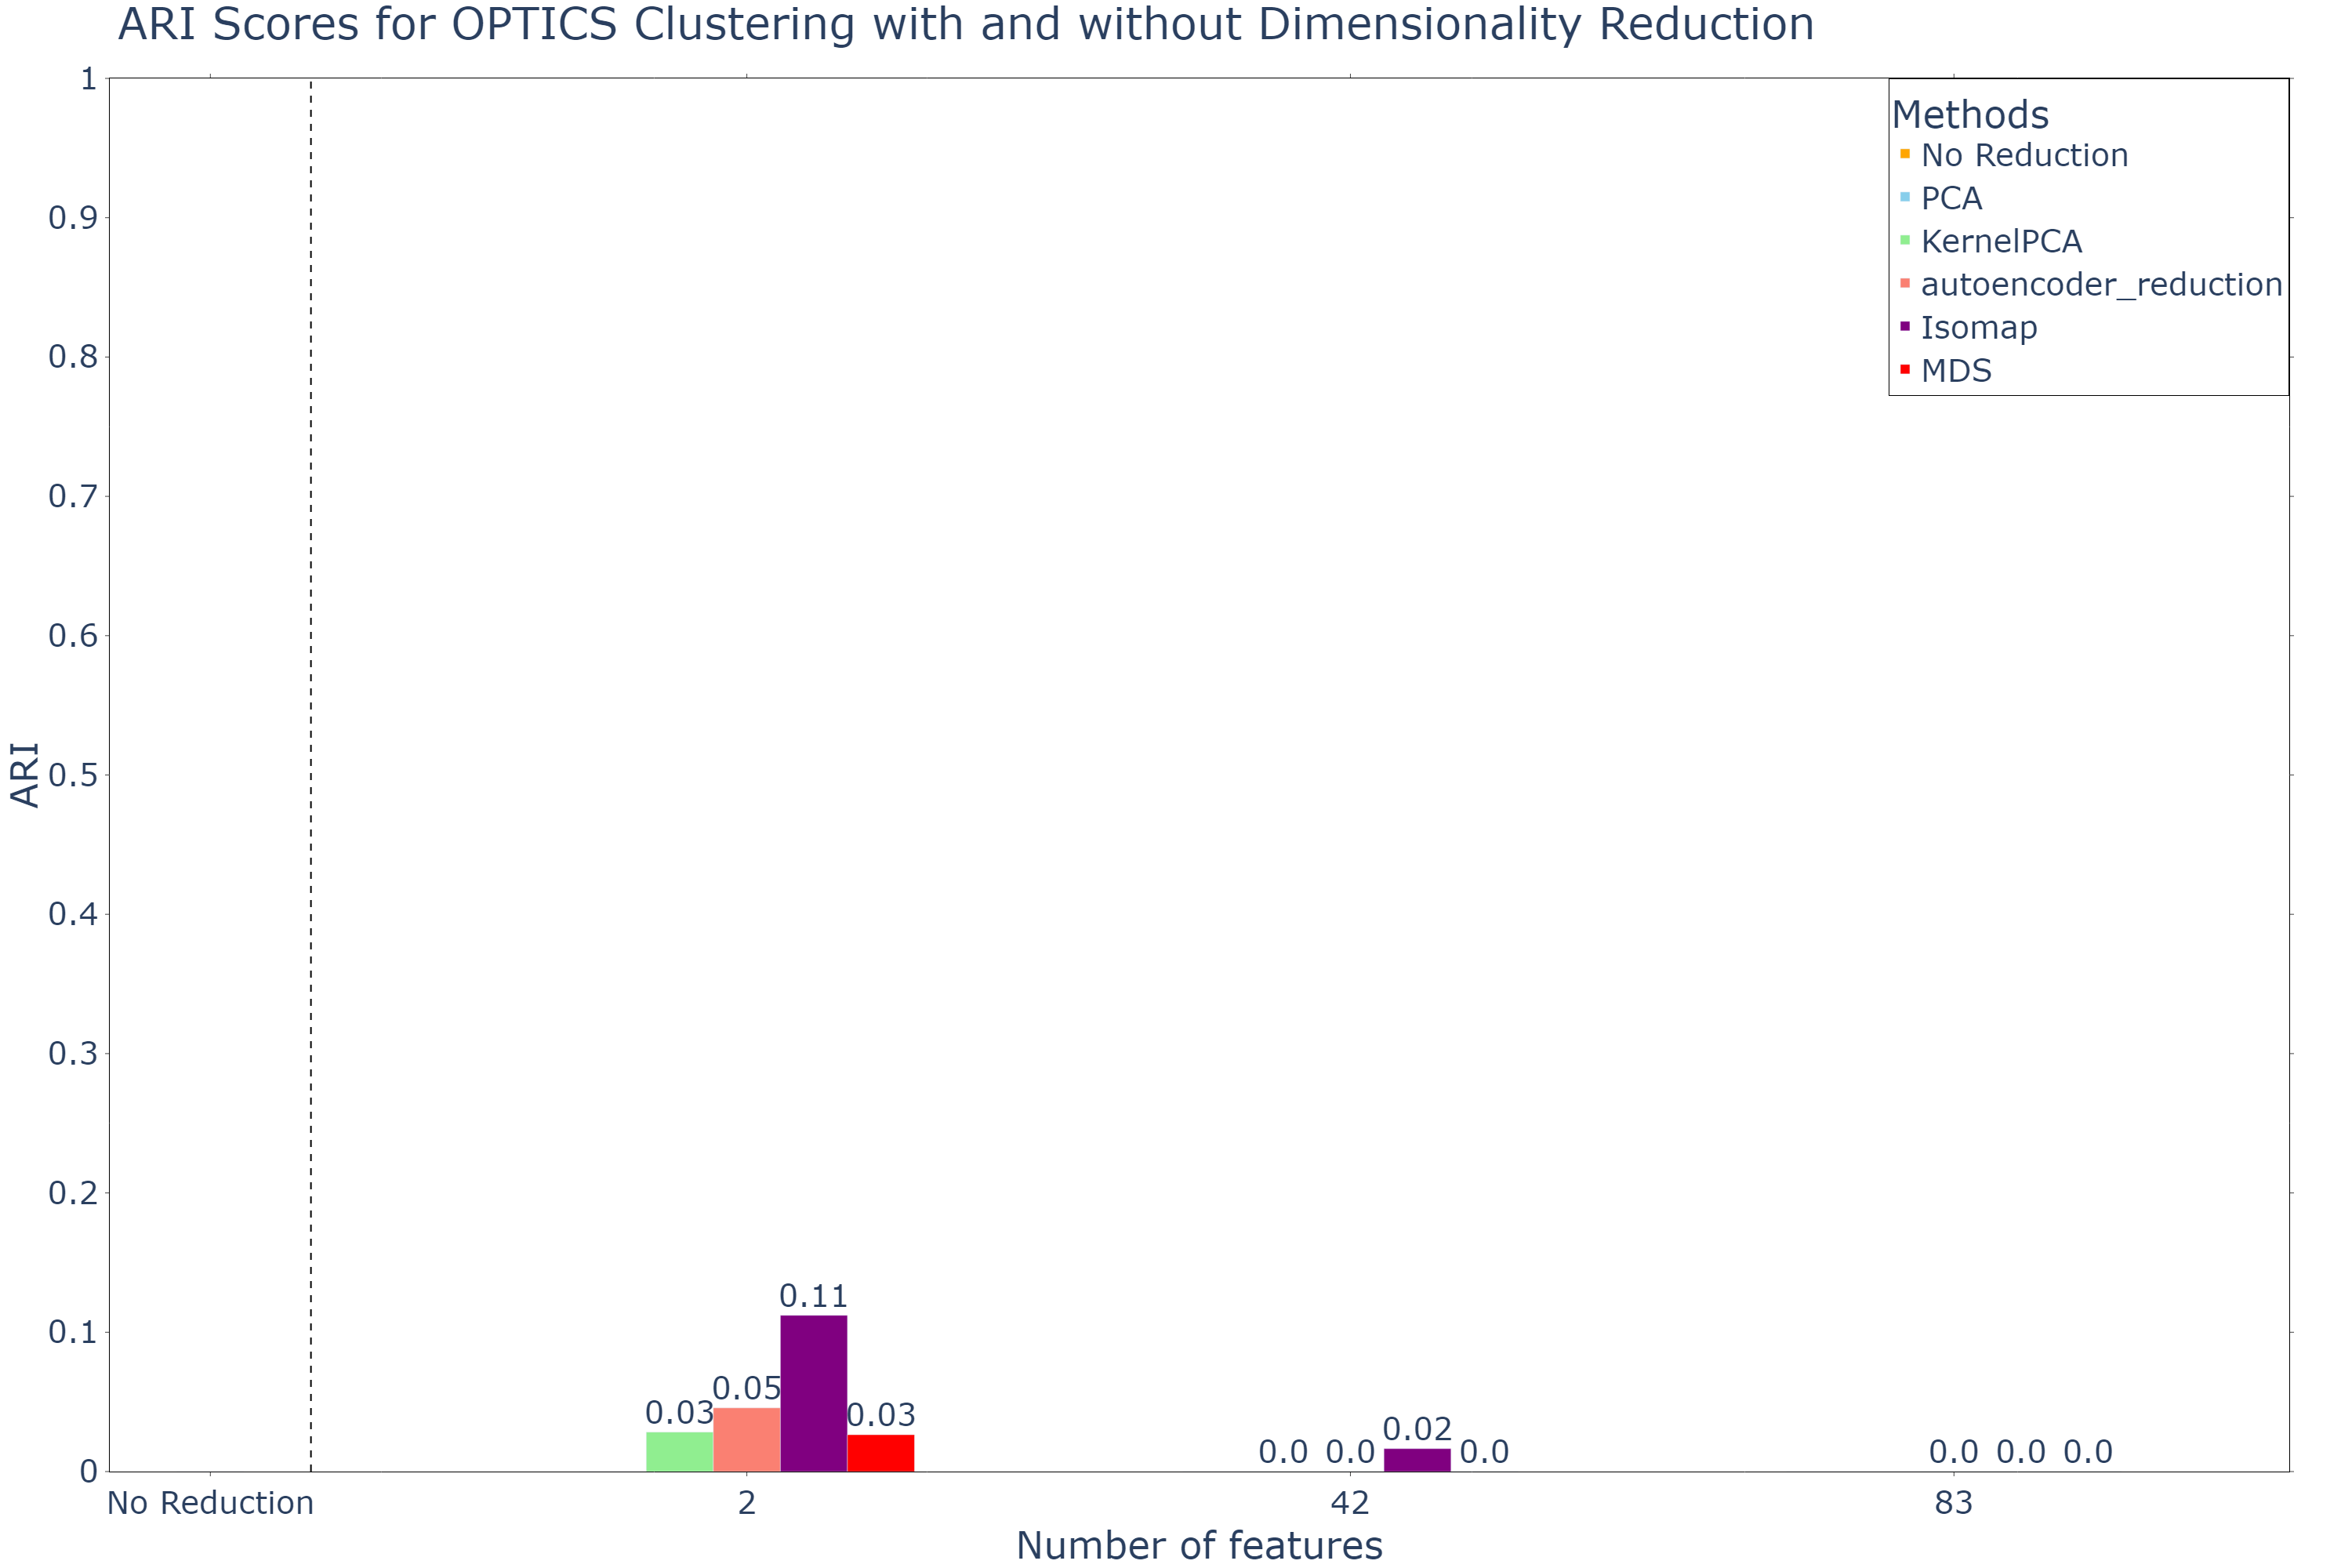 ARI Scores for OPTICS Clustering with and without Dimensionality Reduction
1
0.9
0.8
0.7
0.6
0.5
0.4
0.3
0.2
0.1
0
ARI
Methods
No Reduction
PCA
KernelPCA
autoencoder_reduction
Isomap
MDS
0.03
0.05
0.11
0.03
0.0
0.0
0.02
0.0
0.0
0.0
0.0
No Reduction
2
42
83
Number of features